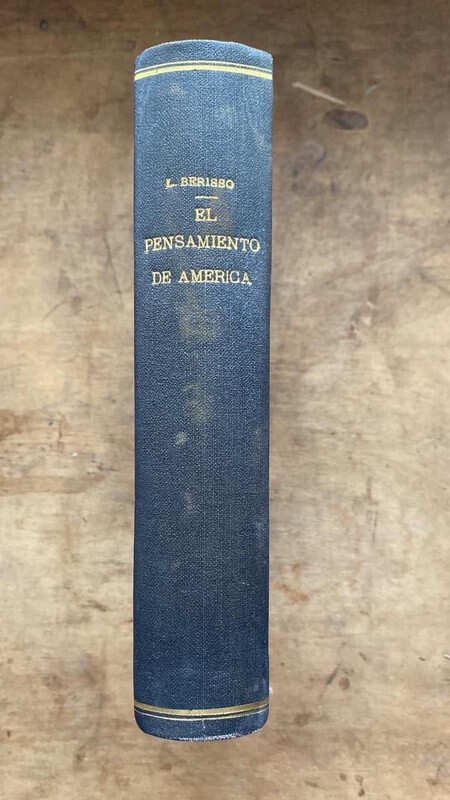 L. BERISSO
EL
PENSAMIENTO
DE AMERICA